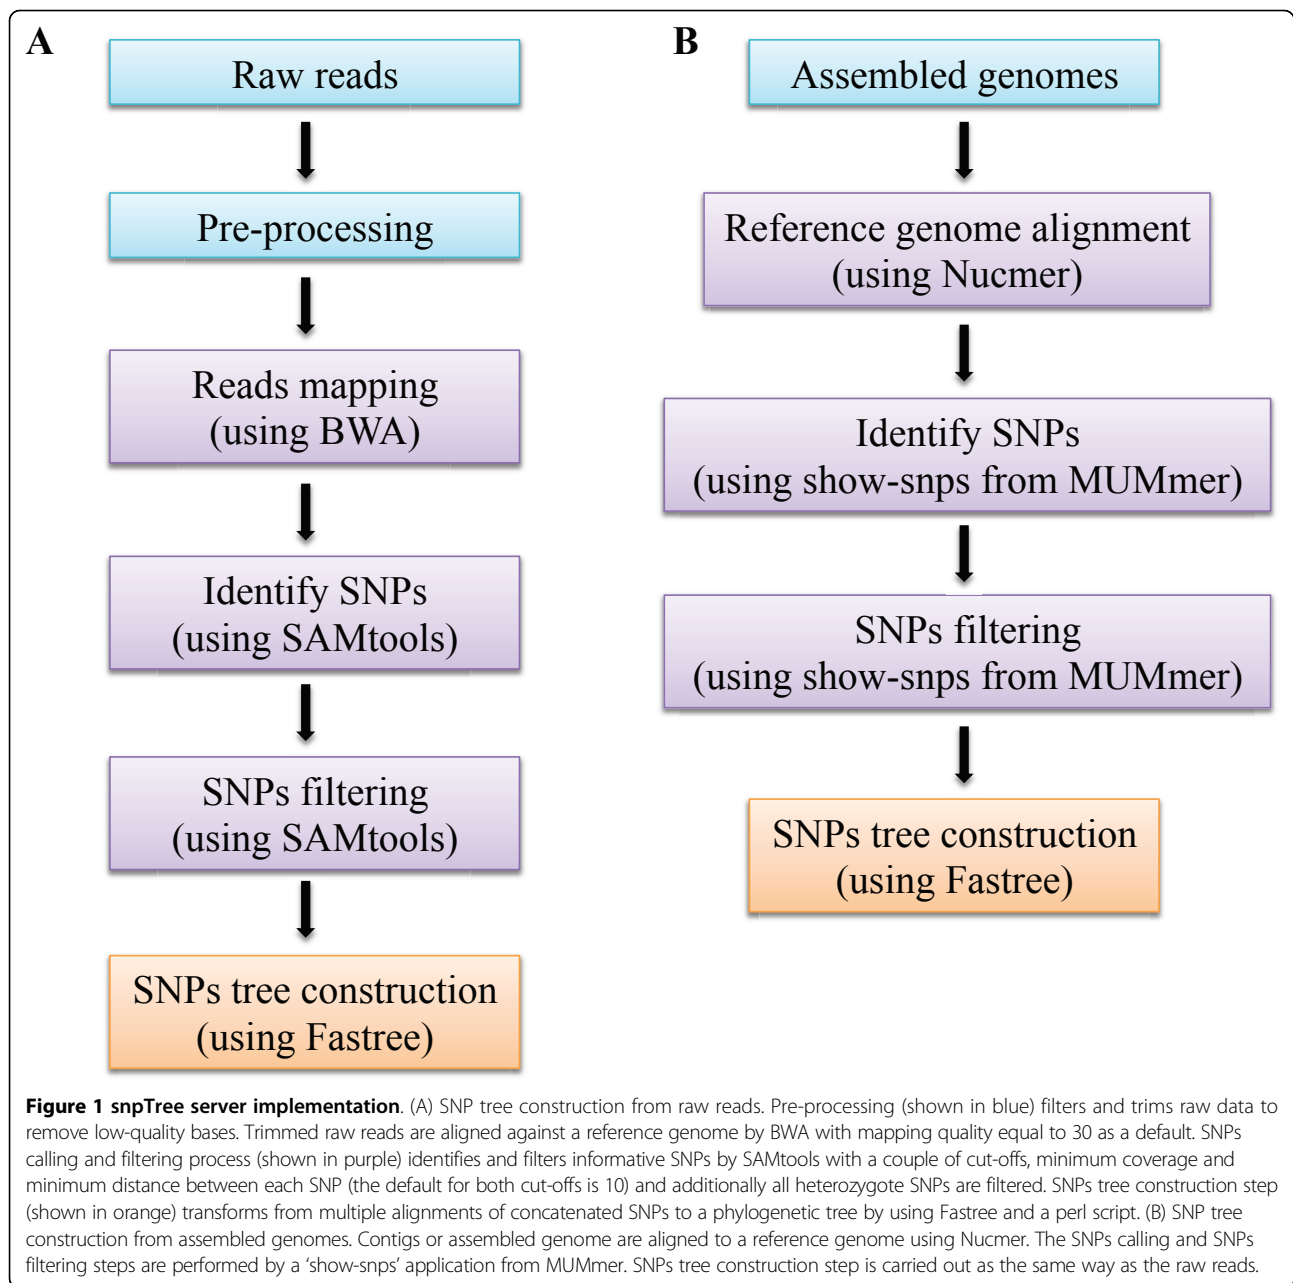 A
Raw reads
Pre-processing
Reads mapping
(using BWA)
Identify SNPs
(using SAMtools)
SNPs filtering
(using SAMtools)
SNPs tree construction
(using Fastree)
B
Assembled genomes
Reference genome alignment
(using Nucmer)
Identify SNPs
(using show-snps from MUMmer)
SNPs filtering
(using show-snps from MUMmer)
SNPs tree construction
(using Fastree)
Figure 1 snpTree server implementation. (A) SNP tree construction from raw reads. Pre-processing (shown in blue) filters and trims raw data to
remove low-quality bases. Trimmed raw reads are aligned against a reference genome by BWA with mapping quality equal to 30 as a default. SNPs
calling and filtering process (shown in purple) identifies and filters informative SNPs by SAMtools with a couple of cut-offs, minimum coverage and
minimum distance between each SNP (the default for both cut-offs is 10) and additionally all heterozygote SNPs are filtered. SNPs tree construction step
(shown in orange) transforms from multiple alignments of concatenated SNPs to a phylogenetic tree by using Fastree and a perl script. (B) SNP tree
construction from assembled genomes. Contigs or assembled genome are aligned to a reference genome using Nucmer. The SNPs calling and SNPs
filtering steps are performed by a ‘show-snps’ application from MUMmer. SNPs tree construction step is carried out as the same way as the raw reads.